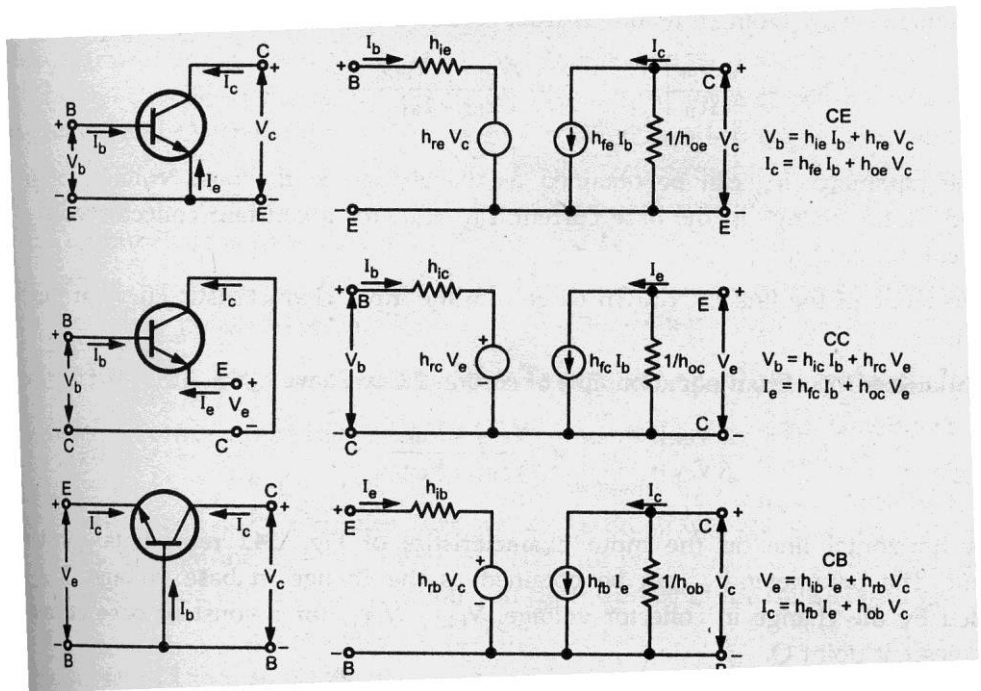 C
+
I_c
B
+
I_b
V_b
V_c
I_e
−
−
E
E
I_b
h_ie
+
B
h_re V_c
I_c
C
+
h_fe I_b
1/h_oe
V_c
−
E
−
E
CE
V_b = h_ie I_b + h_re V_c
I_c = h_fe I_b + h_oe V_c
I_c
B
+
I_b
V_b
E
+
I_e
V_e
−
−
C
C
I_b
h_ic
+
B
V_b
+
h_rc V_e
I_e
E
+
h_fc I_b
1/h_oc
V_e
−
C
C
−
CC
V_b = h_ic I_b + h_rc V_e
V_e = h_fc I_b + h_oc V_e
E
+
I_c
C
+
I_c
V_e
V_c
I_b
−
−
B
B
I_e
h_ib
+
E
h_rb V_c
I_c
C
+
h_fb I_e
1/h_ob
V_c
−
B
−
CB
V_e = h_ib I_e + h_rb V_c
I_c = h_fb I_e + h_ob V_c